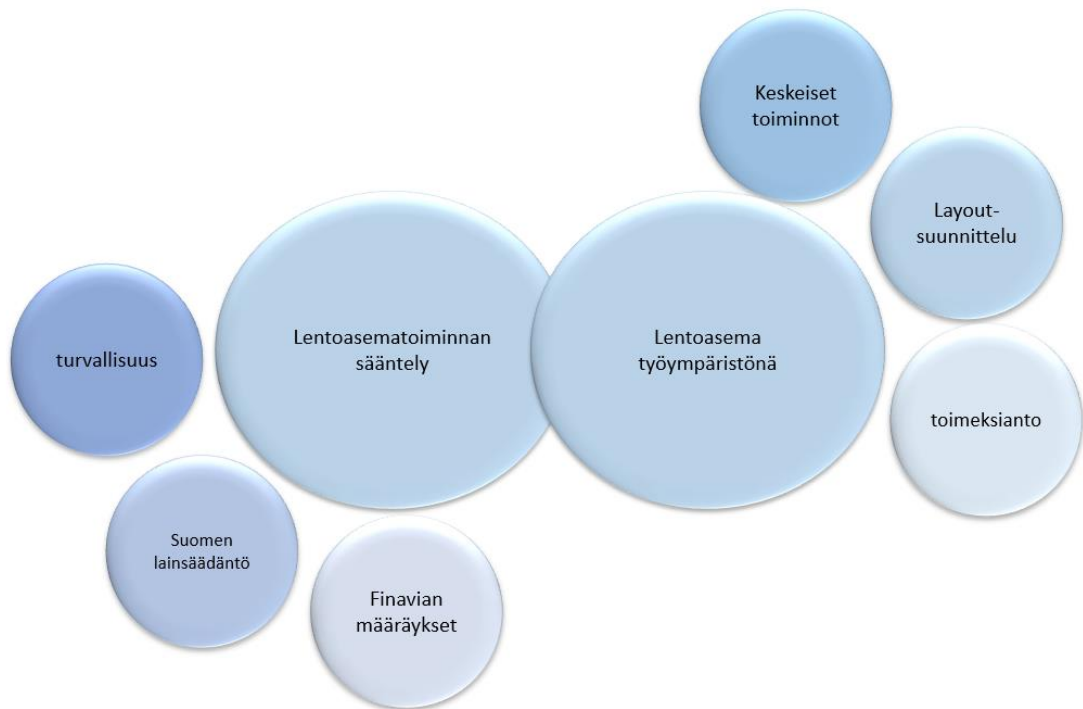 Keskeiset
toiminnot
Layout-
suunnittelu
Lentoasematoiminnan
sääntely
Lentoasema
työympäristönä
turvallisuus
toimeksianto
Suomen
lainsäädäntö
Finavian
määräykset